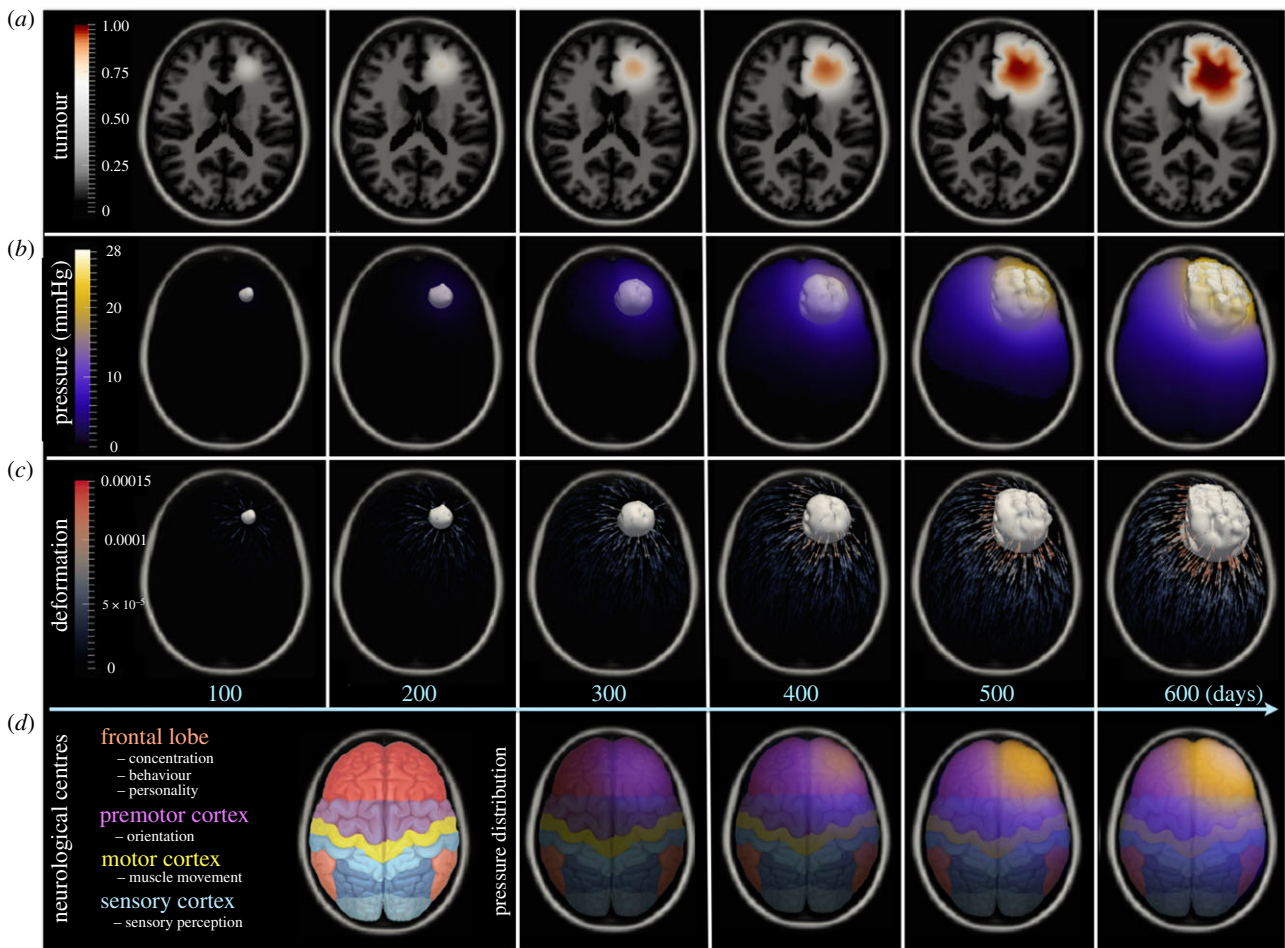 (a)
tumour
1.00
0.75
0.50
0.25
0
(b)
pressure (mmHg)
28
20
10
0
(c)
deformation
0.00015
0.0001
5 × 10⁻⁵
0
100
200
300
400
500
600 (days)
(d)
neurological centres
frontal lobe
– concentration
– behaviour
– personality
premotor cortex
– orientation
motor cortex
– muscle movement
sensory cortex
– sensory perception
pressure distribution